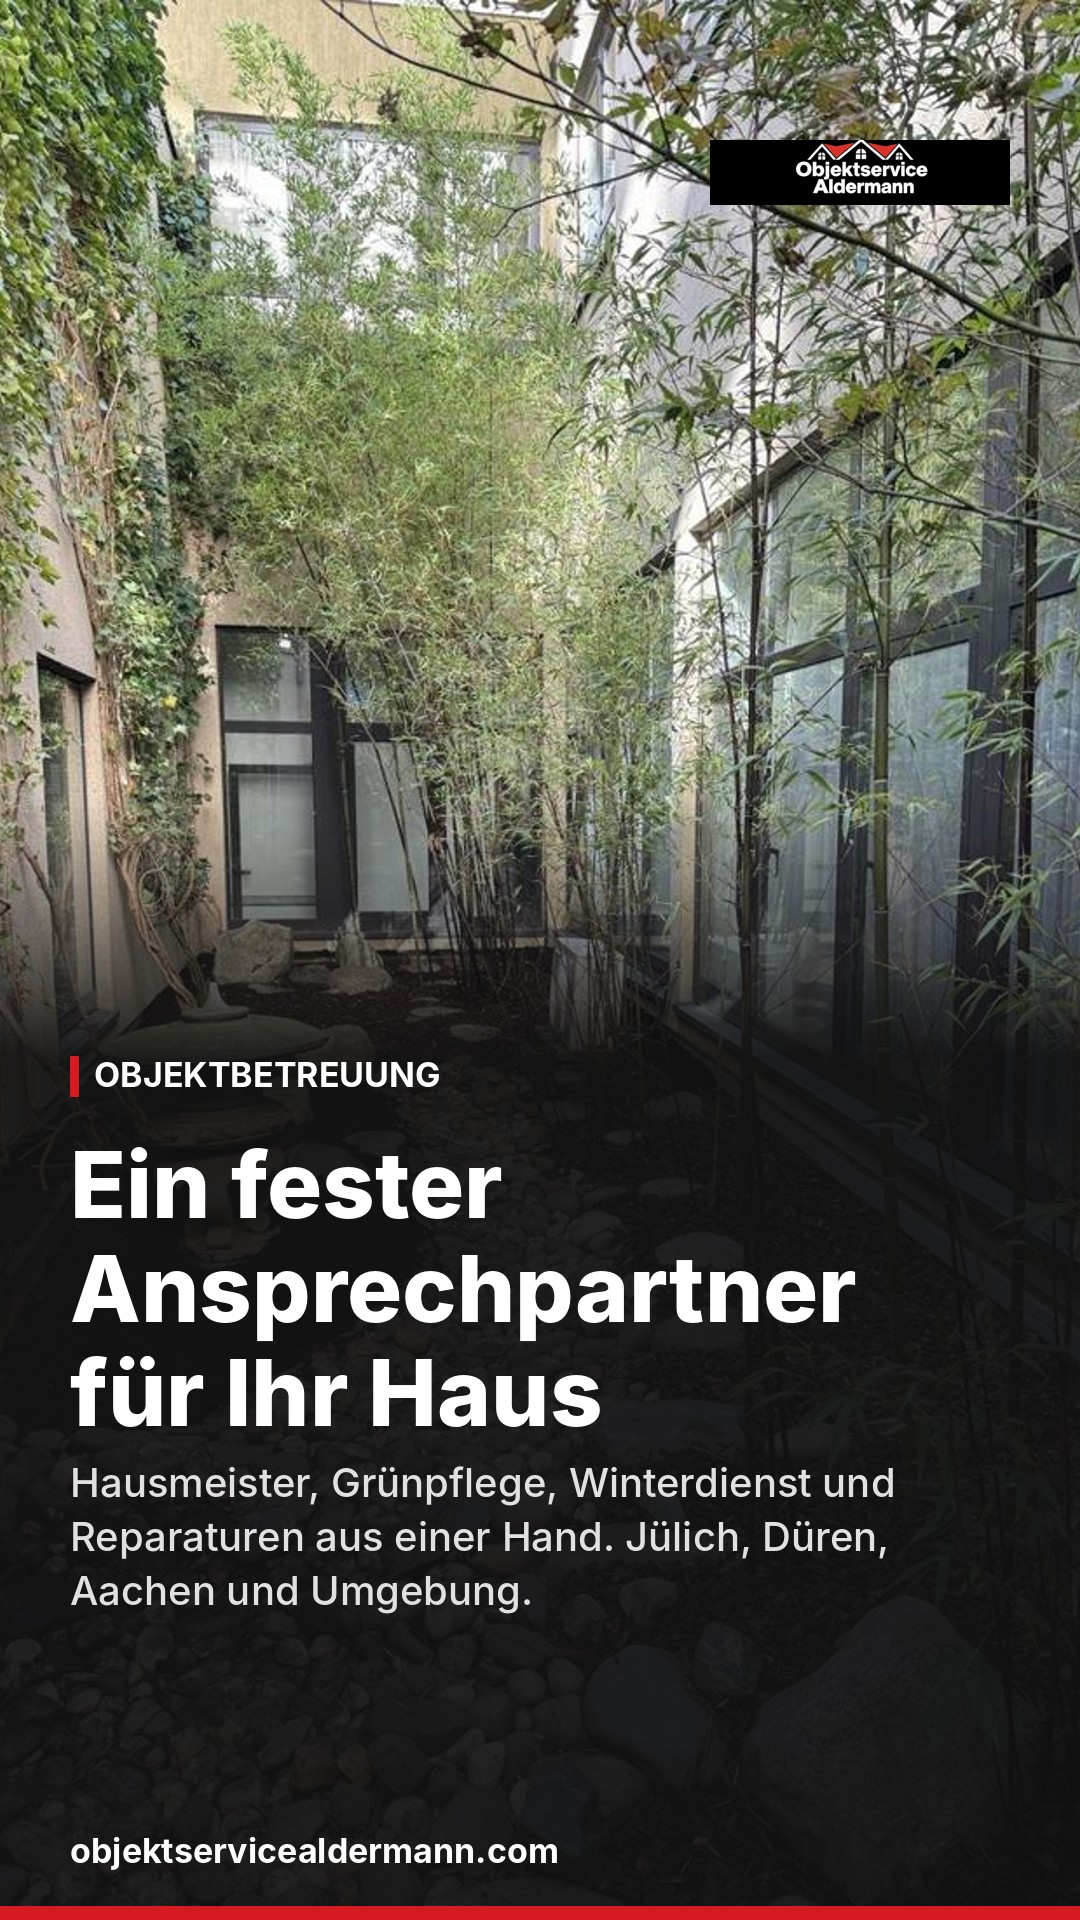 Objektservice
Aldermann
OBJEKTBETREUUNG
Ein fester
Ansprechpartner
für Ihr Haus
Hausmeister, Grünpflege, Winterdienst und
Reparaturen aus einer Hand. Jülich, Düren,
Aachen und Umgebung.
objektservicealdermann.com